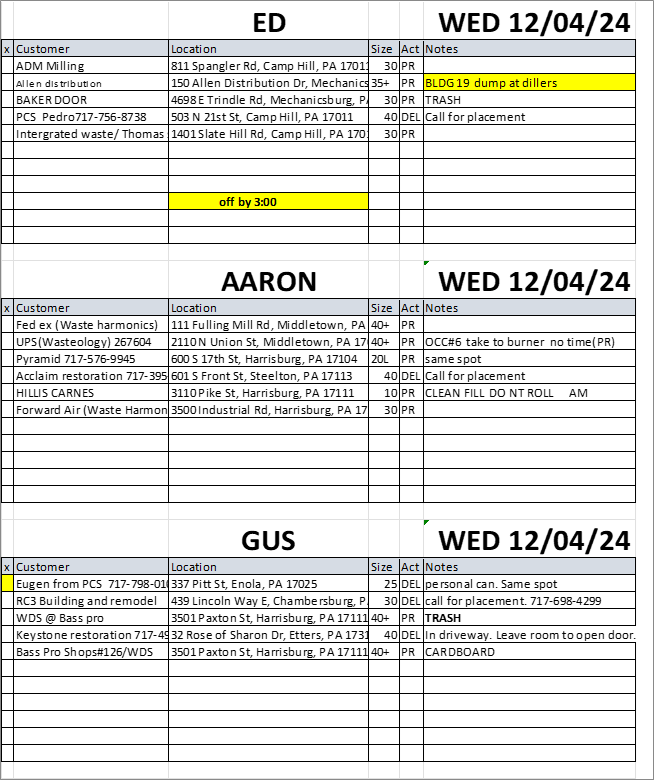 ED WED 12/04/24
x Customer Location Size Act Notes
ADM Milling 811 Spangler Rd, Camp Hill, PA 17011 30 PR
Allen distribution 150 Allen Distribution Dr, Mechanics 35+ PR BLDG 19 dump at dillers
BAKER DOOR 4698 E Trindle Rd, Mechanicsburg, PA 30 PR TRASH
PCS Pedro717-756-8738 503 N 21st St, Camp Hill, PA 17011 40 DEL Call for placement
Intergrated waste/ Thomas 1401 Slate Hill Rd, Camp Hill, PA 1701 30 PR
off by 3:00
AARON WED 12/04/24
x Customer Location Size Act Notes
Fed ex (Waste harmonics) 111 Fulling Mill Rd, Middletown, PA 40+ PR
UPS(Wasteology) 267604 2110 N Union St, Middletown, PA 170 40+ PR OCC#6 take to burner no time(PR)
Pyramid 717-576-9945 600 S 17th St, Harrisburg, PA 17104 20L PR same spot
Acclaim restoration 717-395 601 S Front St, Steelton, PA 17113 40 DEL Call for placement
HILLIS CARNES 3110 Pike St, Harrisburg, PA 17111 10 PR CLEAN FILL DO NT ROLL AM
Forward Air (Waste Harmon 3500 Industrial Rd, Harrisburg, PA 17 30 PR
GUS WED 12/04/24
x Customer Location Size Act Notes
Eugen from PCS 717-798-010 337 Pitt St, Enola, PA 17025 25 DEL personal can. Same spot
RC3 Building and remodel 439 Lincoln Way E, Chambersburg, P 30 DEL call for placement. 717-698-4299
WDS @ Bass pro 3501 Paxton St, Harrisburg, PA 17111 40+ PR TRASH
Keystone restoration 717-49 32 Rose of Sharon Dr, Etters, PA 1731 40 DEL In driveway. Leave room to open door.
Bass Pro Shops#126/WDS 3501 Paxton St, Harrisburg, PA 17111 40+ PR CARDBOARD